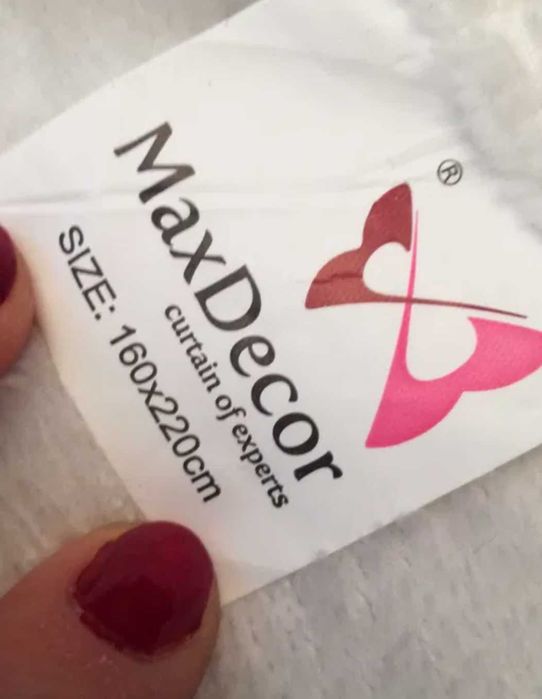 ®
MaxDecor
curtain of experts
SIZE: 160x220cm